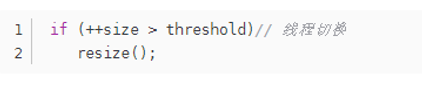 1 if (++size > threshold)// 线程切换
2 resize();